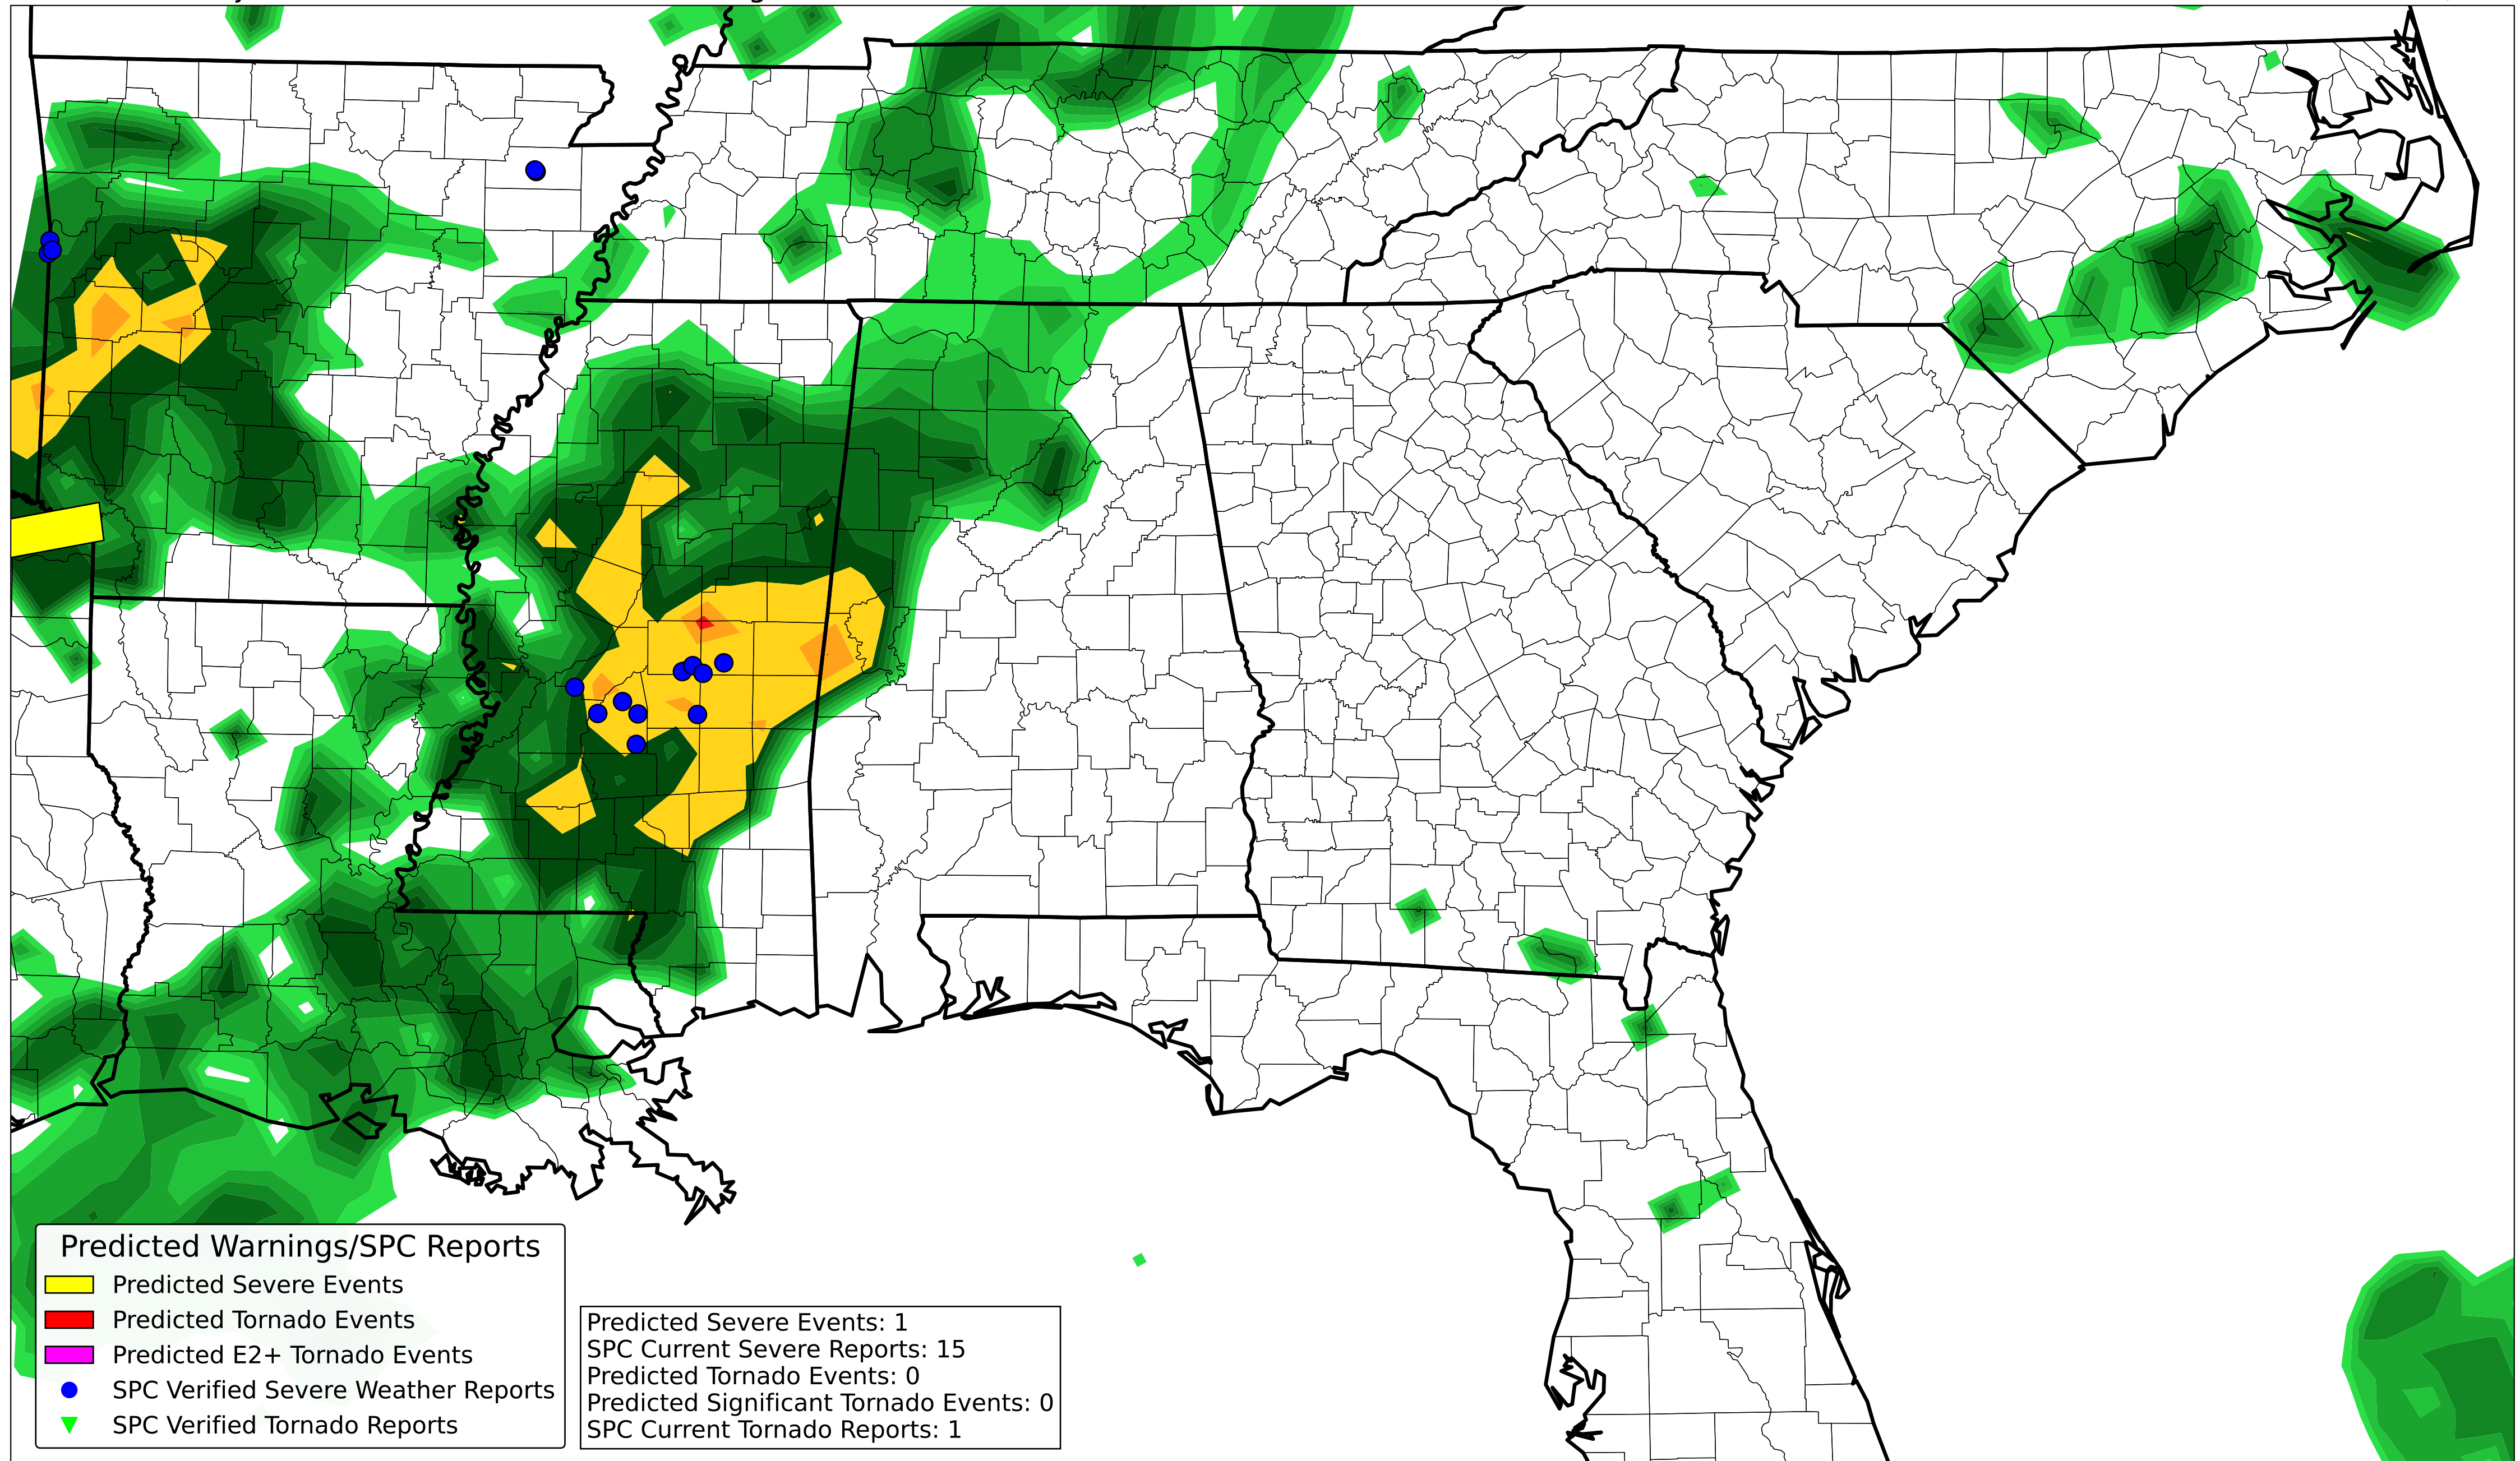 Predicted Warnings/SPC Reports
Predicted Severe Events
Predicted Tornado Events
Predicted E2+ Tornado Events
SPC Verified Severe Weather Reports
SPC Verified Tornado Reports
Predicted Severe Events: 1
SPC Current Severe Reports: 15
Predicted Tornado Events: 0
Predicted Significant Tornado Events: 0
SPC Current Tornado Reports: 1